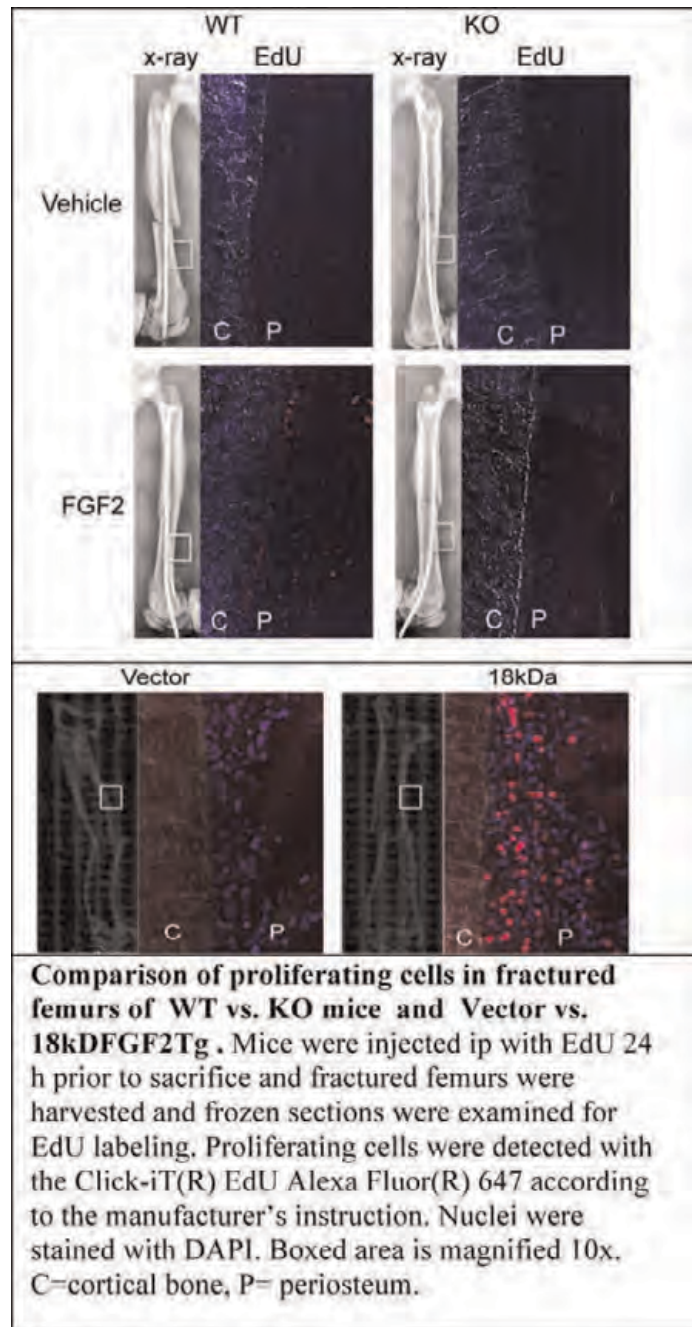 WT KO
x-ray EdU x-ray EdU
Vehicle
C P C P
FGF2
C P C P
Vector 18kDa
C P C P
Comparison of proliferating cells in fractured
femurs of WT vs. KO mice and Vector vs.
18kDFGF2Tg . Mice were injected ip with EdU 24
h prior to sacrifice and fractured femurs were
harvested and frozen sections were examined for
EdU labeling. Proliferating cells were detected with
the Click-iT(R) EdU Alexa Fluor(R) 647 according
to the manufacturer's instruction. Nuclei were
stained with DAPI. Boxed area is magnified 10x.
C=cortical bone, P= periosteum.